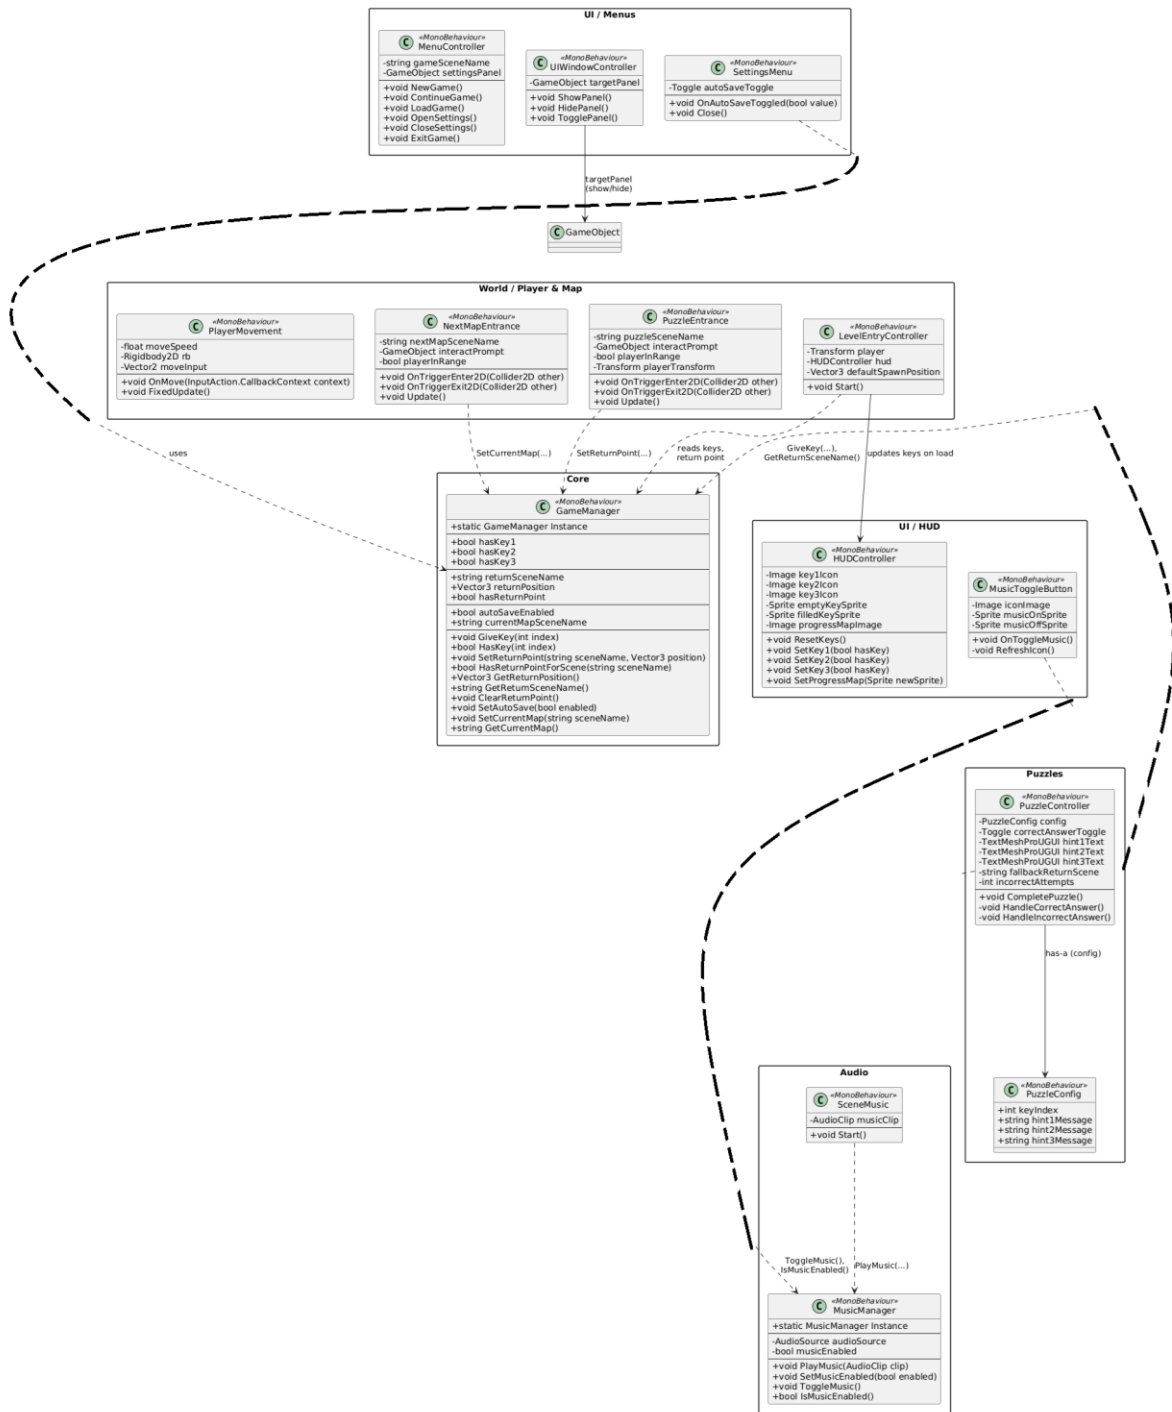 UI / Menus
C «MonoBehaviour»
MenuController
-string gameSceneName
-GameObject settingsPanel
+void NewGame()
+void ContinueGame()
+void LoadGame()
+void OpenSettings()
+void CloseSettings()
+void ExitGame()
C «MonoBehaviour»
UIWindowController
-GameObject targetPanel
+void ShowPanel()
+void HidePanel()
+void TogglePanel()
C «MonoBehaviour»
SettingsMenu
-Toggle autoSaveToggle
+void OnAutoSaveToggled(bool value)
+void Close()
targetPanel
(show/hide)
C GameObject
World / Player & Map
C «MonoBehaviour»
PlayerMovement
-float moveSpeed
-Rigidbody2D rb
-Vector2 moveInput
+void OnMove(InputAction.CallbackContext context)
+void FixedUpdate()
C «MonoBehaviour»
NextMapEntrance
-string nextMapSceneName
-GameObject interactPrompt
-bool playerInRange
+void OnTriggerEnter2D(Collider2D other)
+void OnTriggerExit2D(Collider2D other)
+void Update()
C «MonoBehaviour»
PuzzleEntrance
-string puzzleSceneName
-GameObject interactPrompt
-bool playerInRange
-Transform playerTransform
+void OnTriggerEnter2D(Collider2D other)
+void OnTriggerExit2D(Collider2D other)
+void Update()
C «MonoBehaviour»
LevelEntryController
-Transform player
-HUDController hud
-Vector3 defaultSpawnPosition
+void Start()
uses
SetCurrentMap(...)
SetReturnPoint(...)
reads keys,
return point
GiveKey(...),
GetReturnSceneName()
updates keys on load
Core
C «MonoBehaviour»
GameManager
+static GameManager Instance
+bool hasKey1
+bool hasKey2
+bool hasKey3
+string returnSceneName
+Vector3 returnPosition
+bool hasReturnPoint
+bool autoSaveEnabled
+string currentMapSceneName
+void GiveKey(int index)
+bool HasKey(int index)
+void SetReturnPoint(string sceneName, Vector3 position)
+bool HasReturnPointForScene(string sceneName)
+Vector3 GetReturnPosition()
+string GetReturnSceneName()
+void ClearReturnPoint()
+void SetAutoSave(bool enabled)
+void SetCurrentMap(string sceneName)
+string GetCurrentMap()
UI / HUD
C «MonoBehaviour»
HUDController
-Image key1Icon
-Image key2Icon
-Image key3Icon
-Sprite emptyKeySprite
-Sprite filledKeySprite
-Image progressMapImage
+void ResetKeys()
+void SetKey1(bool hasKey)
+void SetKey2(bool hasKey)
+void SetKey3(bool hasKey)
+void SetProgressMap(Sprite newSprite)
C «MonoBehaviour»
MusicToggleButton
-Image iconImage
-Sprite musicOnSprite
-Sprite musicOffSprite
+void OnToggleMusic()
-void RefreshIcon()
Puzzles
C «MonoBehaviour»
PuzzleController
-PuzzleConfig config
-Toggle correctAnswerToggle
-TextMeshProUGUI hint1Text
-TextMeshProUGUI hint2Text
-TextMeshProUGUI hint3Text
-string fallbackReturnScene
-int incorrectAttempts
+void CompletePuzzle()
-void HandleCorrectAnswer()
-void HandleIncorrectAnswer()
has-a (config)
C «MonoBehaviour»
PuzzleConfig
+int keyIndex
+string hint1Message
+string hint2Message
+string hint3Message
Audio
C «MonoBehaviour»
SceneMusic
-AudioClip musicClip
+void Start()
ToggleMusic(),
IsMusicEnabled()
PlayMusic(...)
C «MonoBehaviour»
MusicManager
+static MusicManager Instance
-AudioSource audioSource
-bool musicEnabled
+void PlayMusic(AudioClip clip)
+void SetMusicEnabled(bool enabled)
+void ToggleMusic()
+bool IsMusicEnabled()